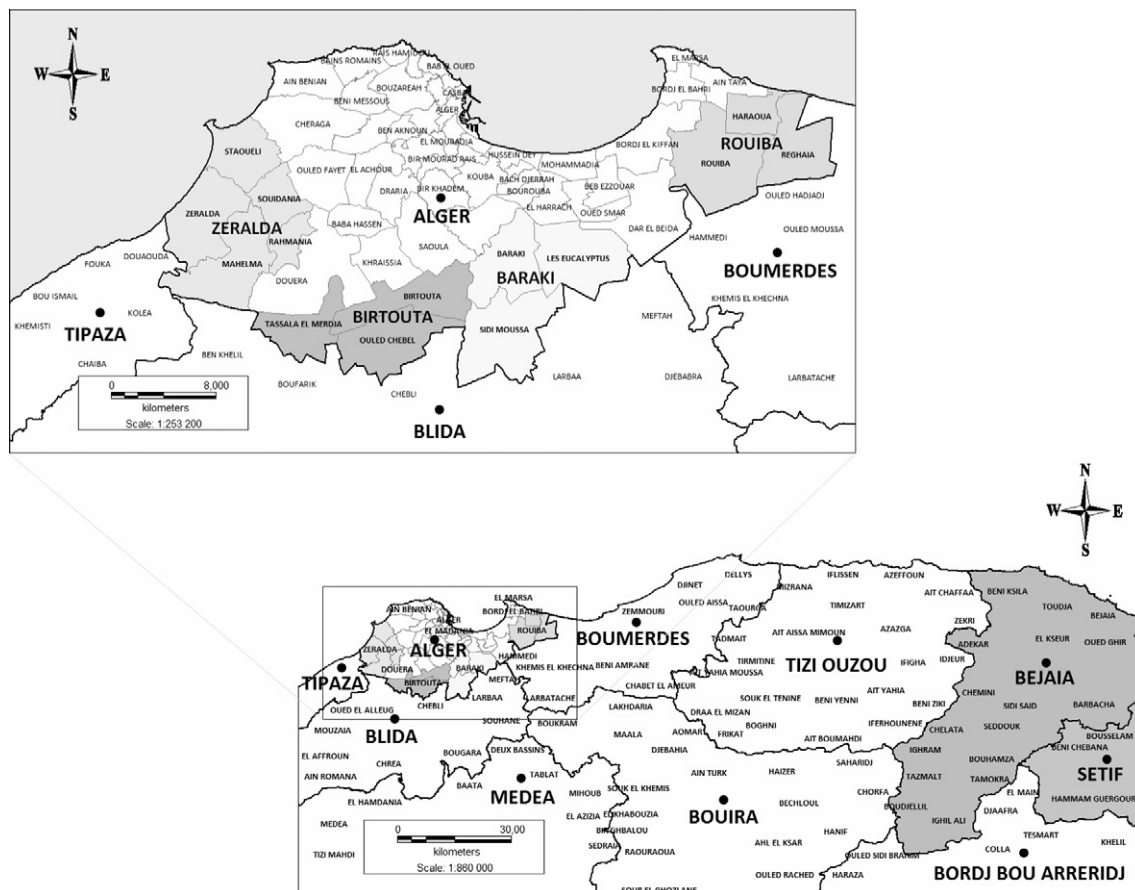 N
W E
S
RAIS HAMIDOU
BAINS ROMAINS
BAB EL OUED
EL MARSA
AIN BENIAN
BOUZAREAH
AIN TAYA
BENI MESSOUS
CASBAH
BORDJ EL BAHRI
ALGER
HARAOUA
CHERAGA
BEN AKNOUN
EL MOURADIA
ROUIBA
STAOUELI
HUSSEIN DEY
BORDJ EL KIFFAN
REGHAIA
BIR MOURAD RAIS
MOHAMMADIA
ROUIBA
OULED FAYET
EL ACHOUR
KOUBA
BACH DJERRAH
SOUIDANIA
DRARIA
BIR KHADEM
BOUROUBA
BEB EZZOUAR
OULED HADJADJ
ZERALDA
EL HARRACH
OUED SMAR
ALGER
ZERALDA
BABA HASSEN
DAR EL BEIDA
HAMMEDI
OULED MOUSSA
RAHMANIA
SAOULA
BARAKI
LES EUCALYPTUS
DOUAOUDA
MAHELMA
KHRAISSIA
BARAKI
BOUMERDES
FOUKA
DOUERA
BOU ISMAIL
BIRTOUTA
KHEMIS EL KHECHNA
KOLEA
BIRTOUTA
MEFTAH
KHEMISTI
TIPAZA
TASSALA EL MERDJA
SIDI MOUSSA
OULED CHEBEL
BEN KHELIL
CHAIBA
BOUFARIK
LARBAA
DJEBABRA
LARBATACHE
CHEBLI
BLIDA
0 8,000
kilometers
Scale: 1:253 200
N
W E
S
DELLYS
IFLISSEN
AZEFFOUN
DJINET
MIZRANA
AIT CHAFFAA
BENI KSILA
EL MARSA
OULED AISSA
TIMIZART
TOUDJA
AIN BENIAN
BORDJ EL BAHRI
ZEMMOURI
TAOURGA
ZEKRI
BEJAIA
ALGER
EL MADANIA
ROUIBA
BOUMERDES
TADMAIT
AIT AISSA MIMOUN
AZAZGA
ADEKAR
EL KSEUR
OUED GHIR
ALGER
ZERALDA
HAMMEDI
TIZI OUZOU
IDJEUR
DOUERA
BARAKI
KHEMIS EL KHECHNA
BENI AMRANE
TIRMITINE
IFIGHA
BEJAIA
TIPAZA
BIRTOUTA
MEFTAH
AIT YAHIA MOUSSA
CHABET EL AMEUR
SOUK EL TENINE
AIT YAHIA
CHEMINI
CHEBLI
LARBAA
LARBATACHE
LAKHDARIA
DRAA EL MIZAN
BENI YENNI
BENI ZIKI
SIDI SAID
BARBACHA
OUED EL ALLEUG
SOUHANE
BOUKRAM
BOGHNI
IFERHOUNENE
SEDDOUK
MOUZAIA
BLIDA
MAALA
AOMAR
FRIKAT
AIT BOUMAHDI
CHELATA
BOUSSELAM
BOUGARA
DEUX BASSINS
DJEBAHIA
IGHRAM
BENI CHEBANA
EL AFFROUN
CHREA
SAHARIDJ
BOUHAMZA
SETIF
AIN ROMANA
TABLAT
AIN TURK
HAIZER
TAZMALT
TAMOKRA
BAATA
MEDEA
MIHOUB
SOUK EL KHEMIS
CHORFA
EL MAIN
HAMMAM GUERGOUR
EL HAMDANIA
BOUIRA
BECHLOUL
BOUDJELLIL
DJAAFRA
EL AZIZIA
MEDEA
IGHIL ALI
HANIF
TESMART
SEDRAIA
AHL EL KSAR
KHELIL
TIZI MAHDI
RAOURAOUA
OULED SIDI BRAHIM
COLLA
OULED RACHED
HARAZA
BORDJ BOU ARRERIDJ
SOUR EL GHOZLANE
0 30,00
kilometers
Scale: 1:860 000